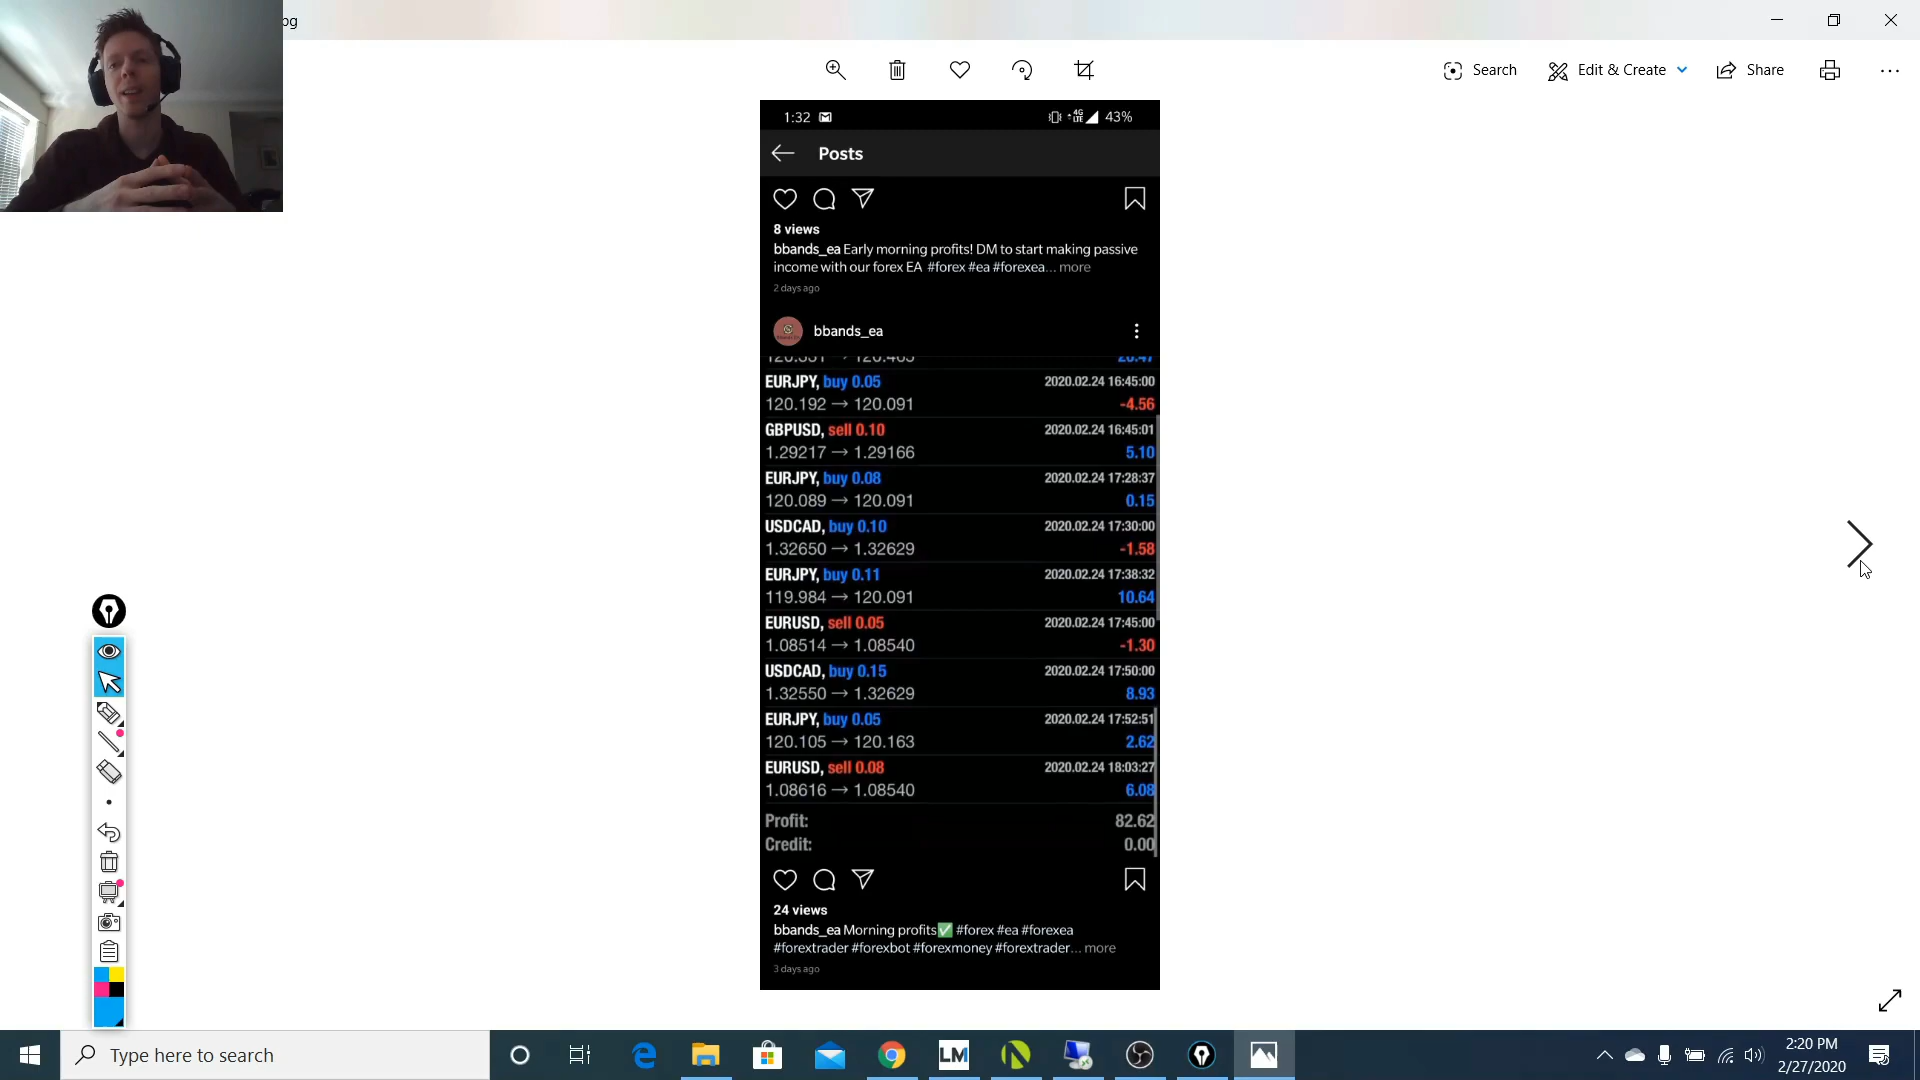 pg
Search
Edit & Create
Share
1:32
4G
LTE
43%
Posts
8 views
bbands_ea Early morning profits! DM to start making passive
income with our forex EA #forex #ea #forexea... more
2 days ago
bbands_ea
120.465
20.47
EURJPY, buy 0.05 2020.02.24 16:45:00
120.192 → 120.091 -4.56
GBPUSD, sell 0.10 2020.02.24 16:45:01
1.29217 → 1.29166 5.10
EURJPY, buy 0.08 2020.02.24 17:28:37
120.089 → 120.091 0.15
USDCAD, buy 0.10 2020.02.24 17:30:00
1.32650 → 1.32629 -1.58
EURJPY, buy 0.11 2020.02.24 17:38:32
119.984 → 120.091 10.64
EURUSD, sell 0.05 2020.02.24 17:45:00
1.08514 → 1.08540 -1.30
USDCAD, buy 0.15 2020.02.24 17:50:00
1.32550 → 1.32629 8.93
EURJPY, buy 0.05 2020.02.24 17:52:51
120.105 → 120.163 2.62
EURUSD, sell 0.08 2020.02.24 18:03:27
1.08616 → 1.08540 6.08
Profit: 82.62
Credit: 0.00
24 views
bbands_ea Morning profits✅ #forex #ea #forexea
#forextrader #forexbot #forexmoney #forextrader... more
3 days ago
Type here to search
LM
2:20 PM
2/27/2020